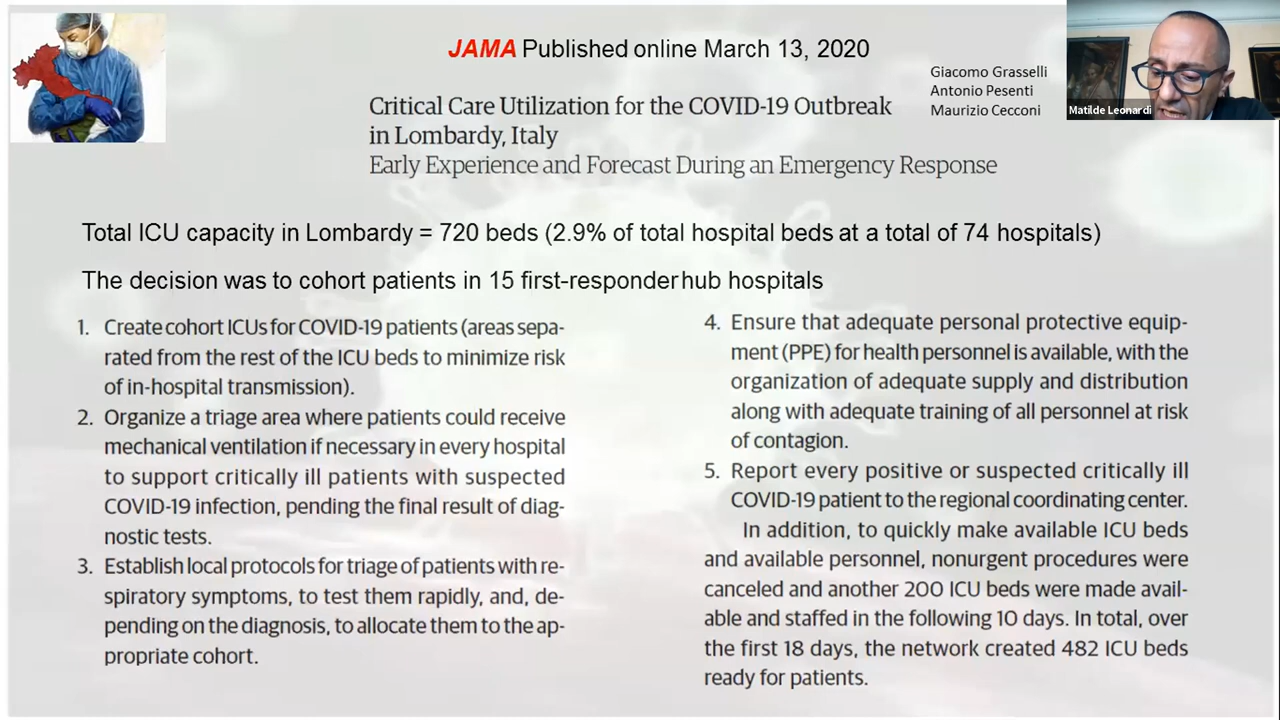 JAMA Published online March 13, 2020
Giacomo Grasselli
Antonio Pesenti
Maurizio Cecconi
Matilde Leonardi
Critical Care Utilization for the COVID-19 Outbreak
in Lombardy, Italy
Early Experience and Forecast During an Emergency Response
Total ICU capacity in Lombardy = 720 beds (2.9% of total hospital beds at a total of 74 hospitals)
The decision was to cohort patients in 15 first-responder hub hospitals
1. Create cohort ICUs for COVID-19 patients (areas sepa-
rated from the rest of the ICU beds to minimize risk
of in-hospital transmission).
2. Organize a triage area where patients could receive
mechanical ventilation if necessary in every hospital
to support critically ill patients with suspected
COVID-19 infection, pending the final result of diag-
nostic tests.
3. Establish local protocols for triage of patients with re-
spiratory symptoms, to test them rapidly, and, de-
pending on the diagnosis, to allocate them to the ap-
propriate cohort.
4. Ensure that adequate personal protective equip-
ment (PPE) for health personnel is available, with the
organization of adequate supply and distribution
along with adequate training of all personnel at risk
of contagion.
5. Report every positive or suspected critically ill
COVID-19 patient to the regional coordinating center.
In addition, to quickly make available ICU beds
and available personnel, nonurgent procedures were
canceled and another 200 ICU beds were made avail-
able and staffed in the following 10 days. In total, over
the first 18 days, the network created 482 ICU beds
ready for patients.